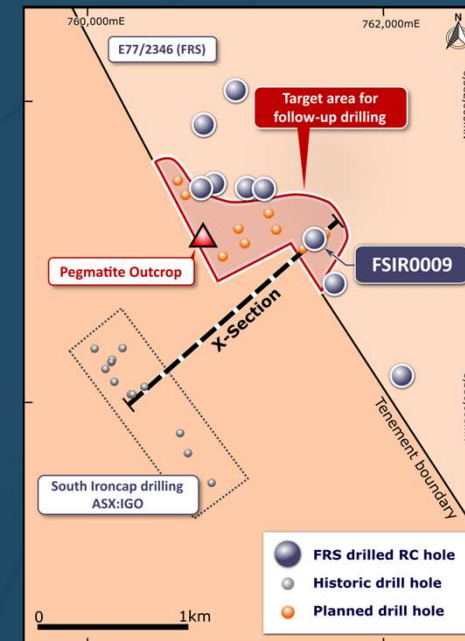 760,000mE
762,000mE
N
E77/2346 (FRS)
Target area for
follow-up drilling
Pegmatite Outcrop
FSIR0009
X-Section
Tenement boundary
South Ironcap drilling
ASX:IGO
FRS drilled RC hole
Historic drill hole
Planned drill hole
0
1km